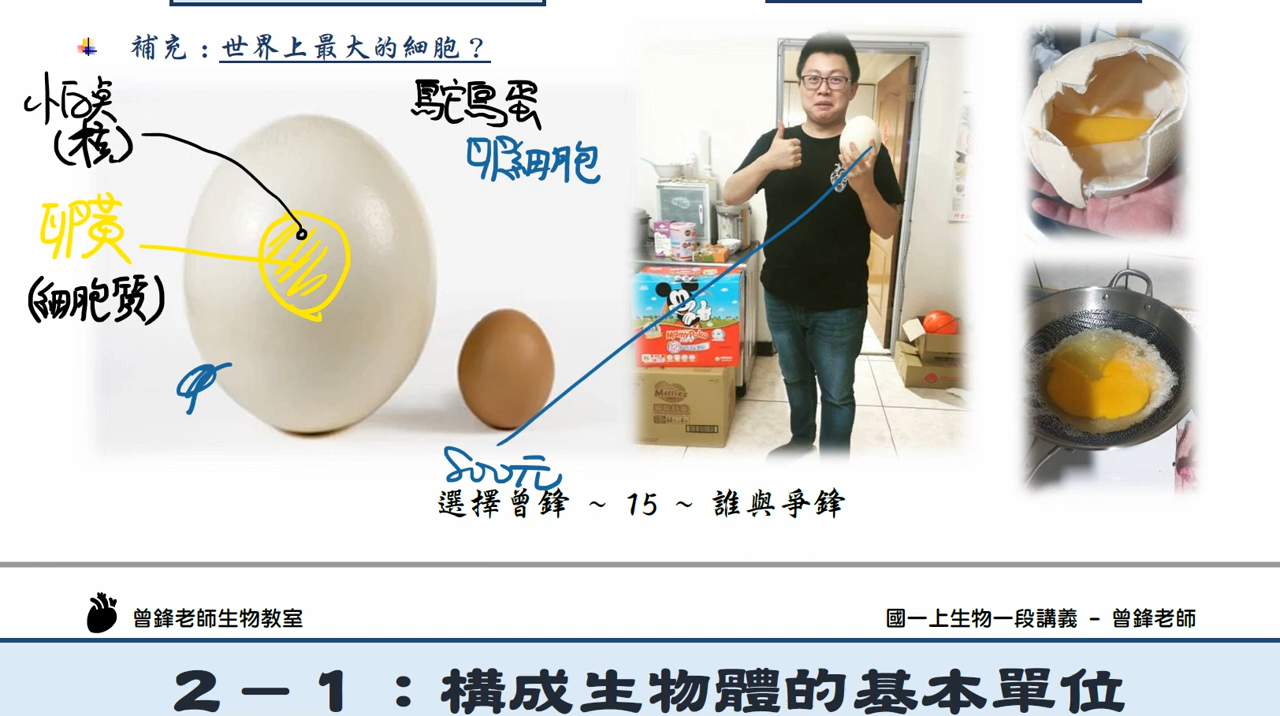 補充：世界上最大的細胞？
小白点
(核)
卵黃
(細胞質)
鴕鳥蛋
卵細胞
800元
選擇曾鋒 ~ 15 ~ 誰與爭鋒
曾鋒老師生物教室
國一上生物一段講義 - 曾鋒老師
2－1：構成生物體的基本單位